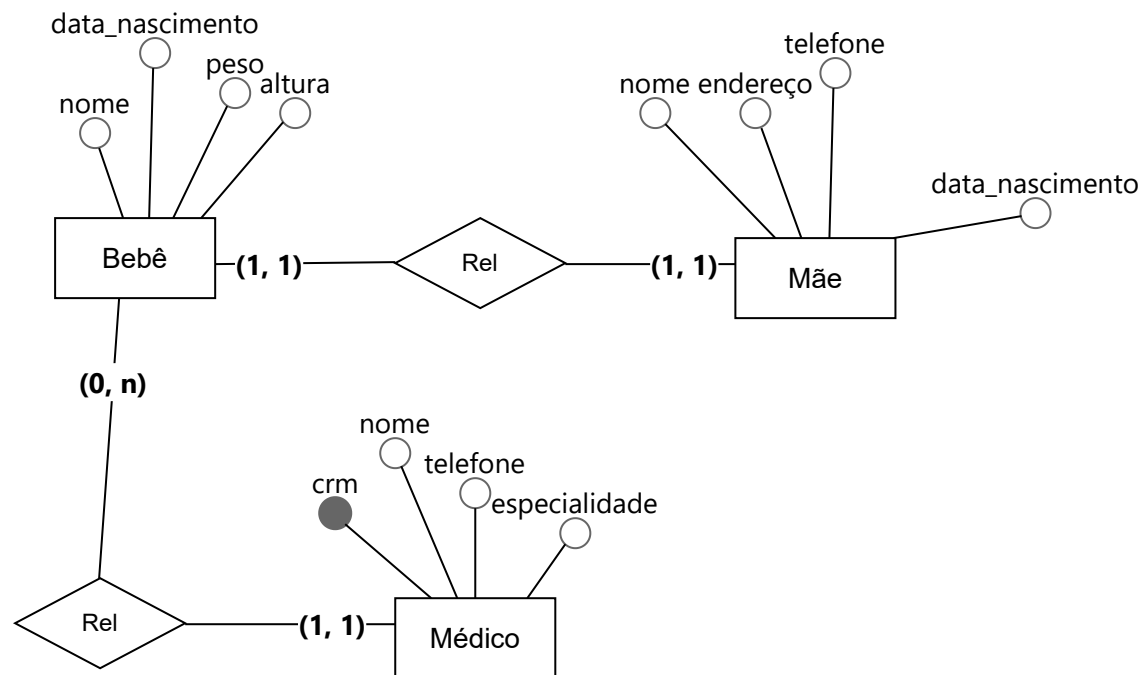 data_nascimento
peso
altura
nome
telefone
nome endereço
data_nascimento
Bebê
(1, 1)
Rel
(1, 1)
Mãe
(0, n)
nome
telefone
crm
especialidade
Rel
(1, 1)
Médico